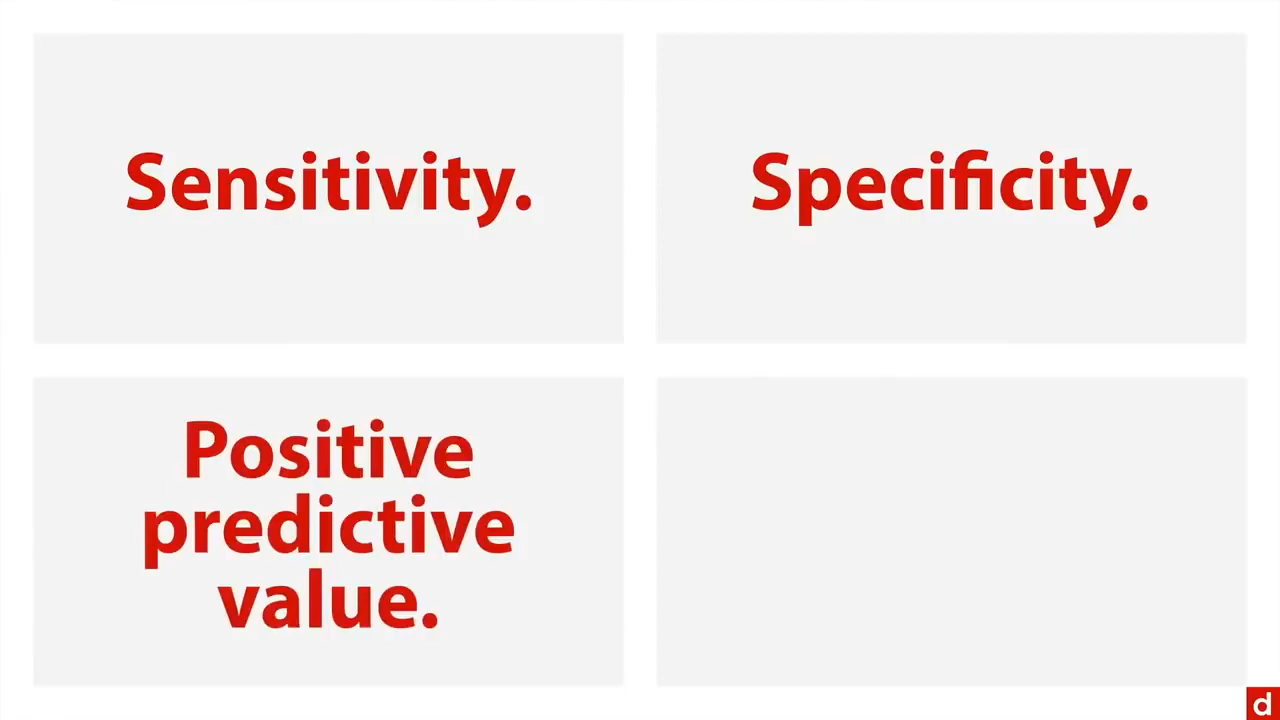 Sensitivity.
Specificity.
Positive
predictive
value.
d